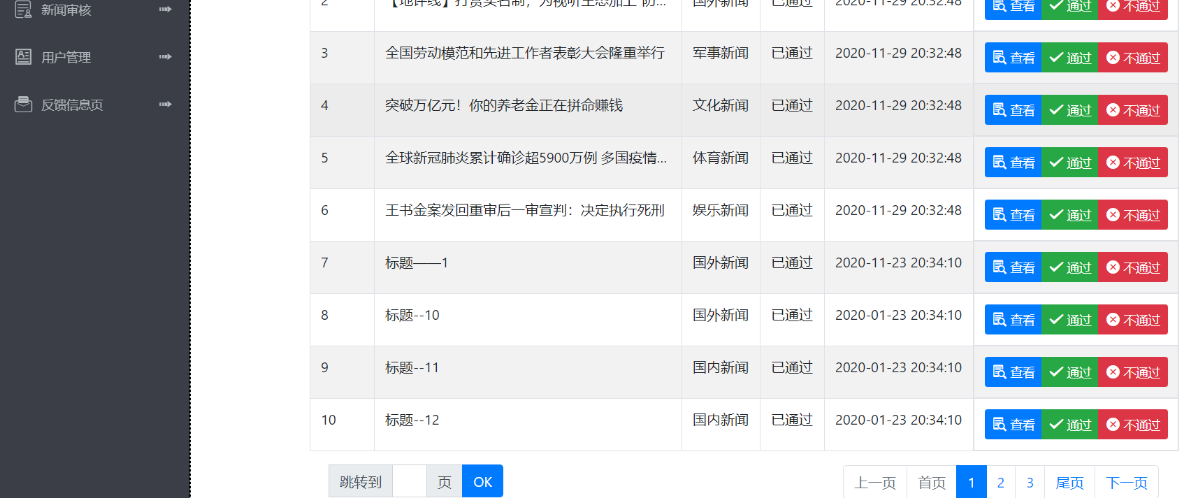 新闻审核
用户管理
反馈信息页
2 【地评线】打赏实名制，为视听生态加上“防... 国外新闻 已通过 2020-11-29 20:32:48 查看 通过 不通过
3 全国劳动模范和先进工作者表彰大会隆重举行 军事新闻 已通过 2020-11-29 20:32:48 查看 通过 不通过
4 突破万亿元！你的养老金正在拼命赚钱 文化新闻 已通过 2020-11-29 20:32:48 查看 通过 不通过
5 全球新冠肺炎累计确诊超5900万例 多国疫情... 体育新闻 已通过 2020-11-29 20:32:48 查看 通过 不通过
6 王书金案发回重审后一审宣判：决定执行死刑 娱乐新闻 已通过 2020-11-29 20:32:48 查看 通过 不通过
7 标题——1 国外新闻 已通过 2020-11-23 20:34:10 查看 通过 不通过
8 标题--10 国外新闻 已通过 2020-01-23 20:34:10 查看 通过 不通过
9 标题--11 国内新闻 已通过 2020-01-23 20:34:10 查看 通过 不通过
10 标题--12 国内新闻 已通过 2020-01-23 20:34:10 查看 通过 不通过
跳转到 页 OK 上一页 首页 1 2 3 尾页 下一页